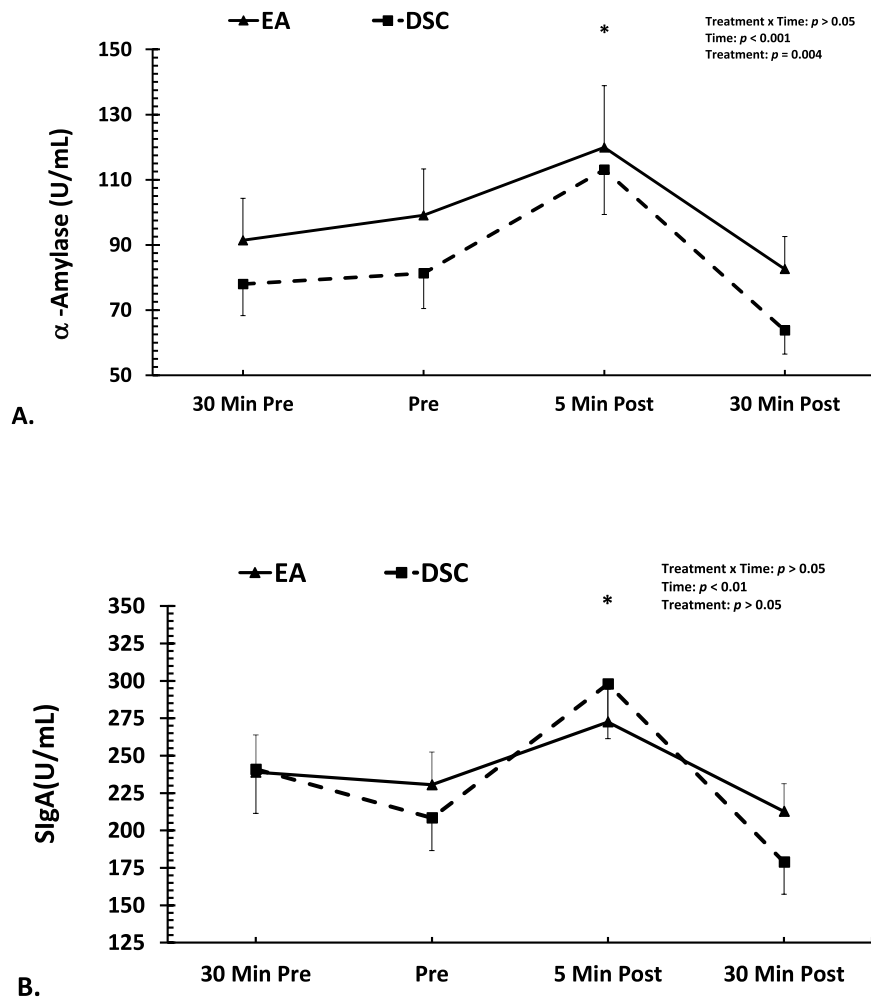 EA DSC
*
Treatment x Time: p > 0.05
Time: p < 0.001
Treatment: p = 0.004
α -Amylase (U/mL)
150
130
110
90
70
50
30 Min Pre Pre 5 Min Post 30 Min Post
A.
EA DSC
*
Treatment x Time: p > 0.05
Time: p < 0.01
Treatment: p > 0.05
SIgA(U/mL)
350
325
300
275
250
225
200
175
150
125
30 Min Pre Pre 5 Min Post 30 Min Post
B.